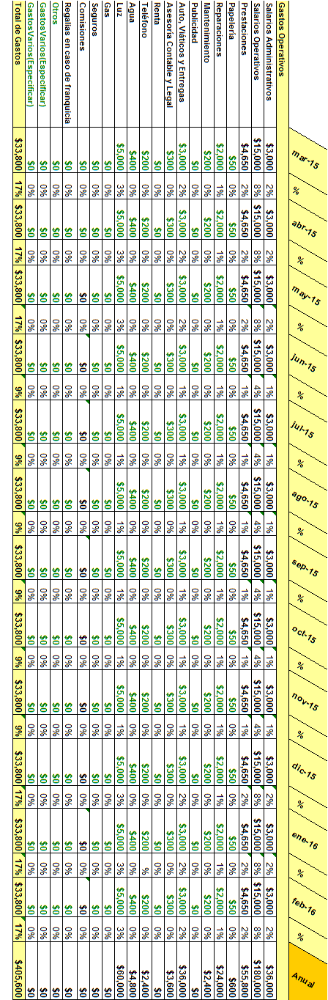 mar-15 % abr-15 % may-15 % jun-15 % jul-15 % ago-15 % sep-15 % oct-15 % nov-15 % dic-15 % ene-16 % feb-16 % Anual
Gastos Operativos
Salarios Administrativos $3,000 2% $3,000 2% $3,000 2% $3,000 1% $3,000 1% $3,000 1% $3,000 1% $3,000 1% $3,000 1% $3,000 2% $3,000 2% $3,000 2% $36,000
Salarios Operativos $15,000 8% $15,000 8% $15,000 8% $15,000 4% $15,000 4% $15,000 4% $15,000 4% $15,000 4% $15,000 4% $15,000 8% $15,000 8% $15,000 8% $180,000
Prestaciones $4,650 2% $4,650 2% $4,650 2% $4,650 1% $4,650 1% $4,650 1% $4,650 1% $4,650 1% $4,650 1% $4,650 2% $4,650 2% $4,650 2% $55,800
Papelería $50 0% $50 0% $50 0% $50 0% $50 0% $50 0% $50 0% $50 0% $50 0% $50 0% $50 0% $50 0% $600
Reparaciones $2,000 1% $2,000 1% $2,000 1% $2,000 1% $2,000 1% $2,000 1% $2,000 1% $2,000 1% $2,000 1% $2,000 1% $2,000 1% $2,000 1% $24,000
Mantenimiento $200 0% $200 0% $200 0% $200 0% $200 0% $200 0% $200 0% $200 0% $200 0% $200 0% $200 0% $200 0% $2,400
Publicidad $0 0% $0 0% $0 0% $0 0% $0 0% $0 0% $0 0% $0 0% $0 0% $0 0% $0 0% $0 0% $0
Auto, Viáticos y Entregas $3,000 2% $3,000 2% $3,000 2% $3,000 1% $3,000 1% $3,000 1% $3,000 1% $3,000 1% $3,000 1% $3,000 2% $3,000 2% $3,000 2% $36,000
Asesoría Contable y Legal $300 0% $300 0% $300 0% $300 0% $300 0% $300 0% $300 0% $300 0% $300 0% $300 0% $300 0% $300 0% $3,600
Renta $0 0% $0 0% $0 0% $0 0% $0 0% $0 0% $0 0% $0 0% $0 0% $0 0% $0 0% $0 0% $0
Teléfono $200 0% $200 0% $200 0% $200 0% $200 0% $200 0% $200 0% $200 0% $200 0% $200 0% $200 % $200 0% $2,400
Agua $400 0% $400 0% $400 0% $400 0% $400 0% $400 0% $400 0% $400 0% $400 0% $400 0% $400 0% $400 0% $4,800
Luz $5,000 3% $5,000 3% $5,000 3% $5,000 1% $5,000 1% $5,000 1% $5,000 1% $5,000 1% $5,000 1% $5,000 3% $5,000 3% $5,000 3% $60,000
Gas $0 0% $0 0% $0 0% $0 0% $0 0% $0 0% $0 0% $0 0% $0 0% $0 0% $0 0% $0 0% $0
Seguros $0 0% $0 0% $0 0% $0 0% $0 0% $0 0% $0 0% $0 0% $0 0% $0 0% $0 0% $0 0% $0
Comisiones $0 0% $0 0% $0 0% $0 0% $0 0% $0 0% $0 0% $0 0% $0 0% $0 0% $0 0% $0 0% $0
Regalias en caso de franquicia $0 0% $0 0% $0 0% $0 0% $0 0% $0 0% $0 0% $0 0% $0 0% $0 0% $0 0% $0 0% $0
Otros $0 0% $0 0% $0 0% $0 0% $0 0% $0 0% $0 0% $0 0% $0 0% $0 0% $0 0% $0 0% $0
GastosVarios(Especificar) $0 0% $0 0% $0 0% $0 0% $0 0% $0 0% $0 0% $0 0% $0 0% $0 0% $0 0% $0 0% $0
GastosVarios(Especificar) $0 0% $0 0% $0 0% $0 0% $0 0% $0 0% $0 0% $0 0% $0 0% $0 0% $0 0% $0 0% $0
Total de Gastos $33,800 17% $33,800 17% $33,800 17% $33,800 9% $33,800 9% $33,800 9% $33,800 9% $33,800 9% $33,800 9% $33,800 17% $33,800 17% $33,800 17% $405,600